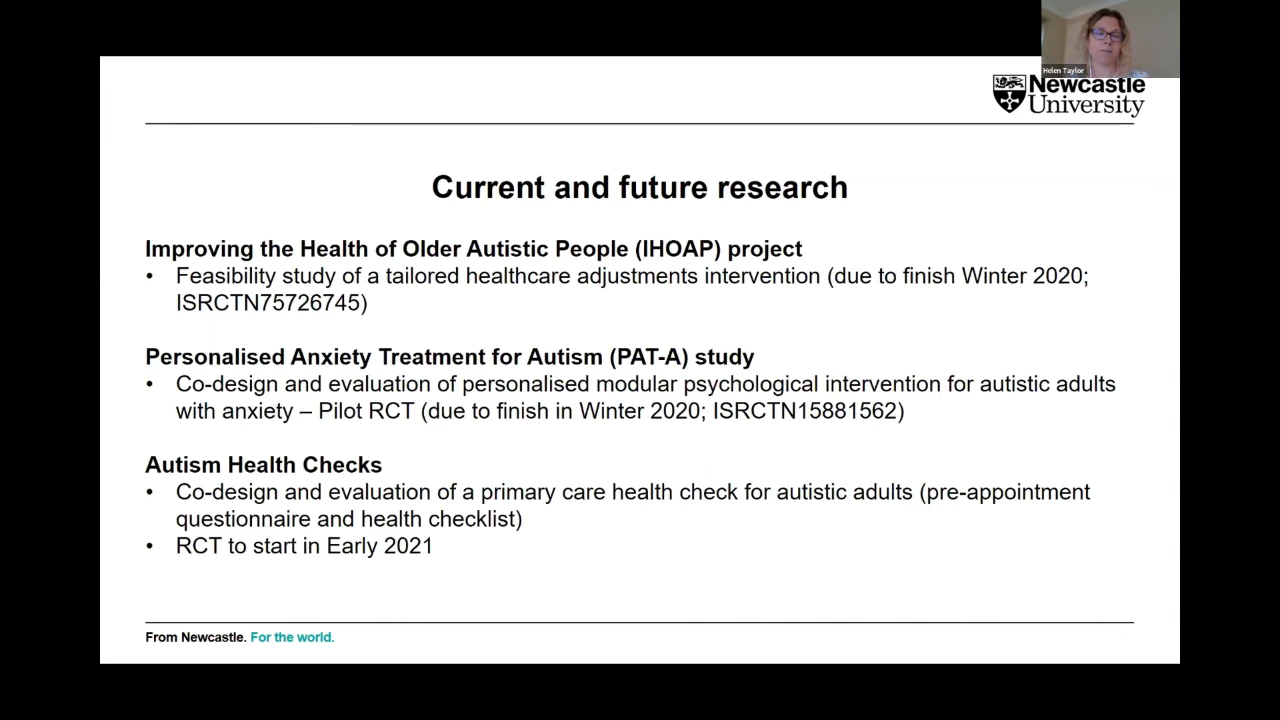 Helen Taylor
Newcastle
University
Current and future research
Improving the Health of Older Autistic People (IHOAP) project
• Feasibility study of a tailored healthcare adjustments intervention (due to finish Winter 2020;
ISRCTN75726745)
Personalised Anxiety Treatment for Autism (PAT-A) study
• Co-design and evaluation of personalised modular psychological intervention for autistic adults
with anxiety – Pilot RCT (due to finish in Winter 2020; ISRCTN15881562)
Autism Health Checks
• Co-design and evaluation of a primary care health check for autistic adults (pre-appointment
questionnaire and health checklist)
• RCT to start in Early 2021
From Newcastle. For the world.